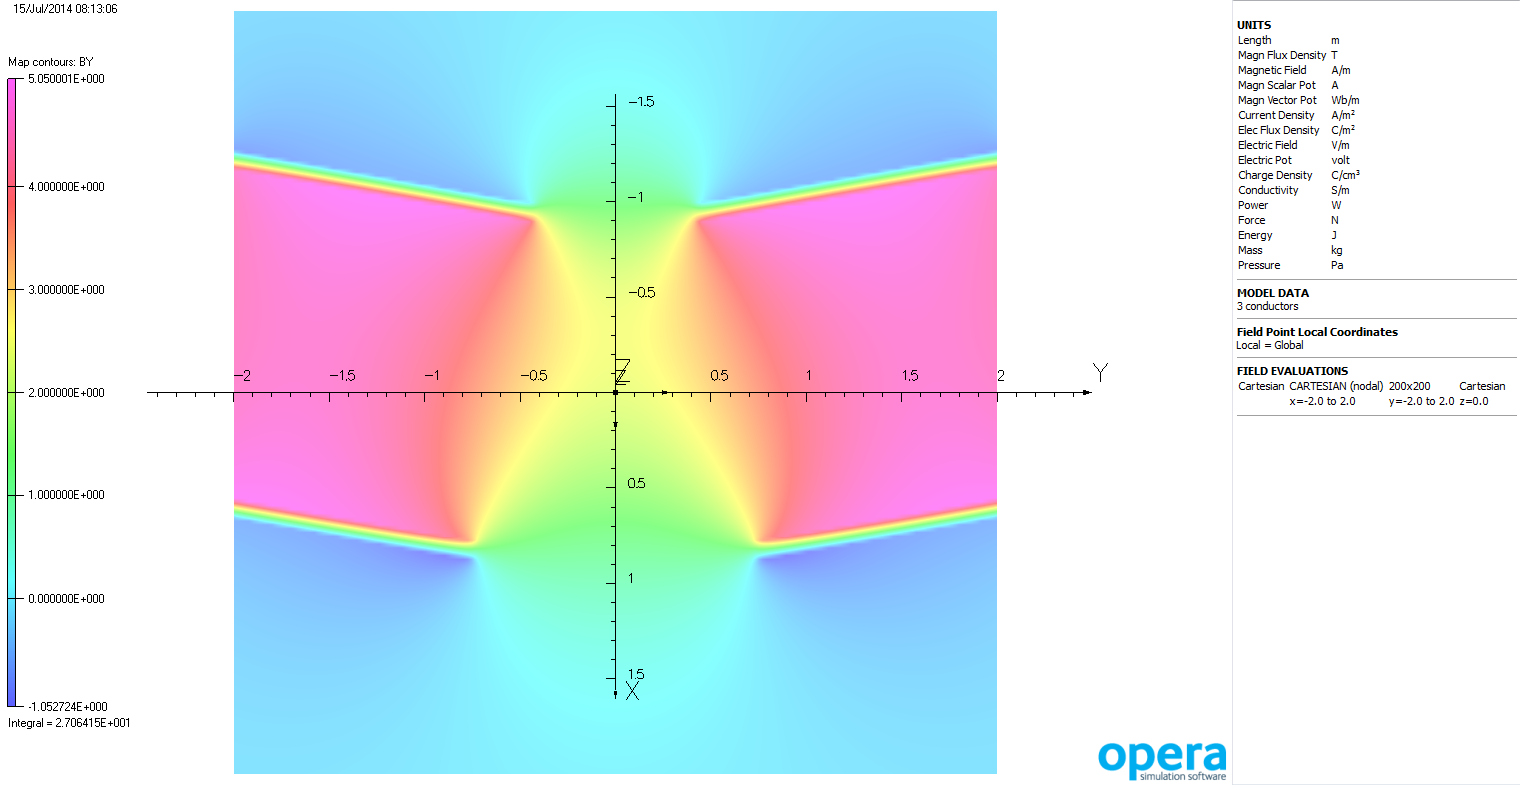 15/Jul/2014 08:13:06
Map contours: BY
5.050001E+000
4.000000E+000
3.000000E+000
2.000000E+000
1.000000E+000
0.000000E+000
-1.052724E+000
Integral = 2.706415E+001
-1.5
-1
-0.5
Z
-2 -1.5 -1 -0.5 0.5 1 1.5 2 Y
0.5
1
1.5
X
UNITS
Length m
Magn Flux Density T
Magnetic Field A/m
Magn Scalar Pot A
Magn Vector Pot Wb/m
Current Density A/m²
Elec Flux Density C/m²
Electric Field V/m
Electric Pot volt
Charge Density C/cm³
Conductivity S/m
Power W
Force N
Energy J
Mass kg
Pressure Pa
MODEL DATA
3 conductors
Field Point Local Coordinates
Local = Global
FIELD EVALUATIONS
Cartesian CARTESIAN (nodal) 200x200 Cartesian
x=-2.0 to 2.0 y=-2.0 to 2.0 z=0.0
opera
simulation software